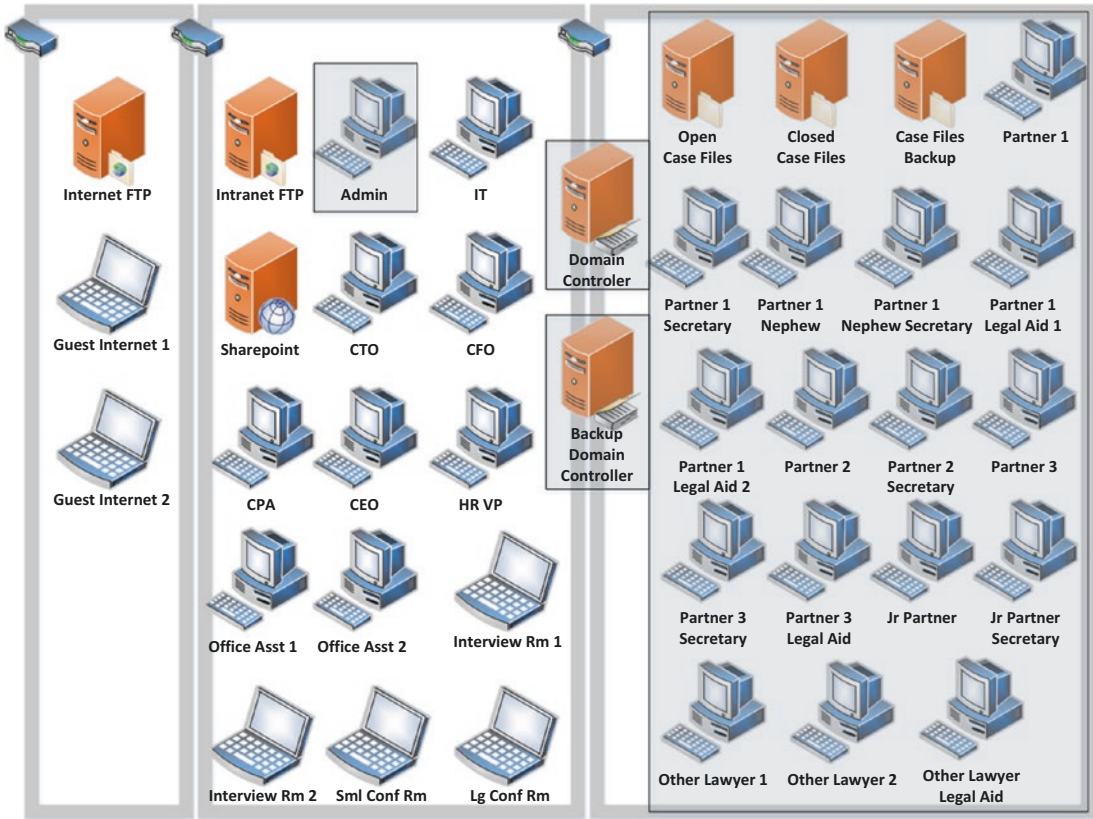 Internet FTP
Guest Internet 1
Guest Internet 2
Intranet FTP
Admin
IT
Sharepoint
CTO
CFO
CPA
CEO
HR VP
Office Asst 1
Office Asst 2
Interview Rm 1
Interview Rm 2
Sml Conf Rm
Lg Conf Rm
Domain
Controler
Backup
Domain
Controller
Open
Case Files
Closed
Case Files
Case Files
Backup
Partner 1
Partner 1
Secretary
Partner 1
Nephew
Partner 1
Nephew Secretary
Partner 1
Legal Aid 1
Partner 1
Legal Aid 2
Partner 2
Partner 2
Secretary
Partner 3
Partner 3
Secretary
Partner 3
Legal Aid
Jr Partner
Jr Partner
Secretary
Other Lawyer 1
Other Lawyer 2
Other Lawyer
Legal Aid